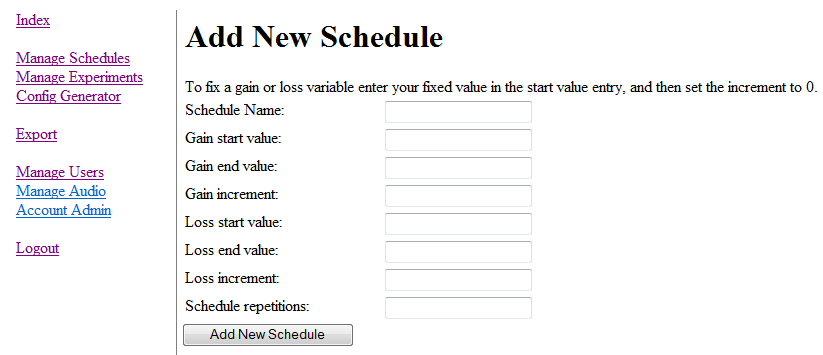 Index
Manage Schedules
Manage Experiments
Config Generator
Export
Manage Users
Manage Audio
Account Admin
Logout
Add New Schedule
To fix a gain or loss variable enter your fixed value in the start value entry, and then set the increment to 0.
Schedule Name:
Gain start value:
Gain end value:
Gain increment:
Loss start value:
Loss end value:
Loss increment:
Schedule repetitions:
Add New Schedule